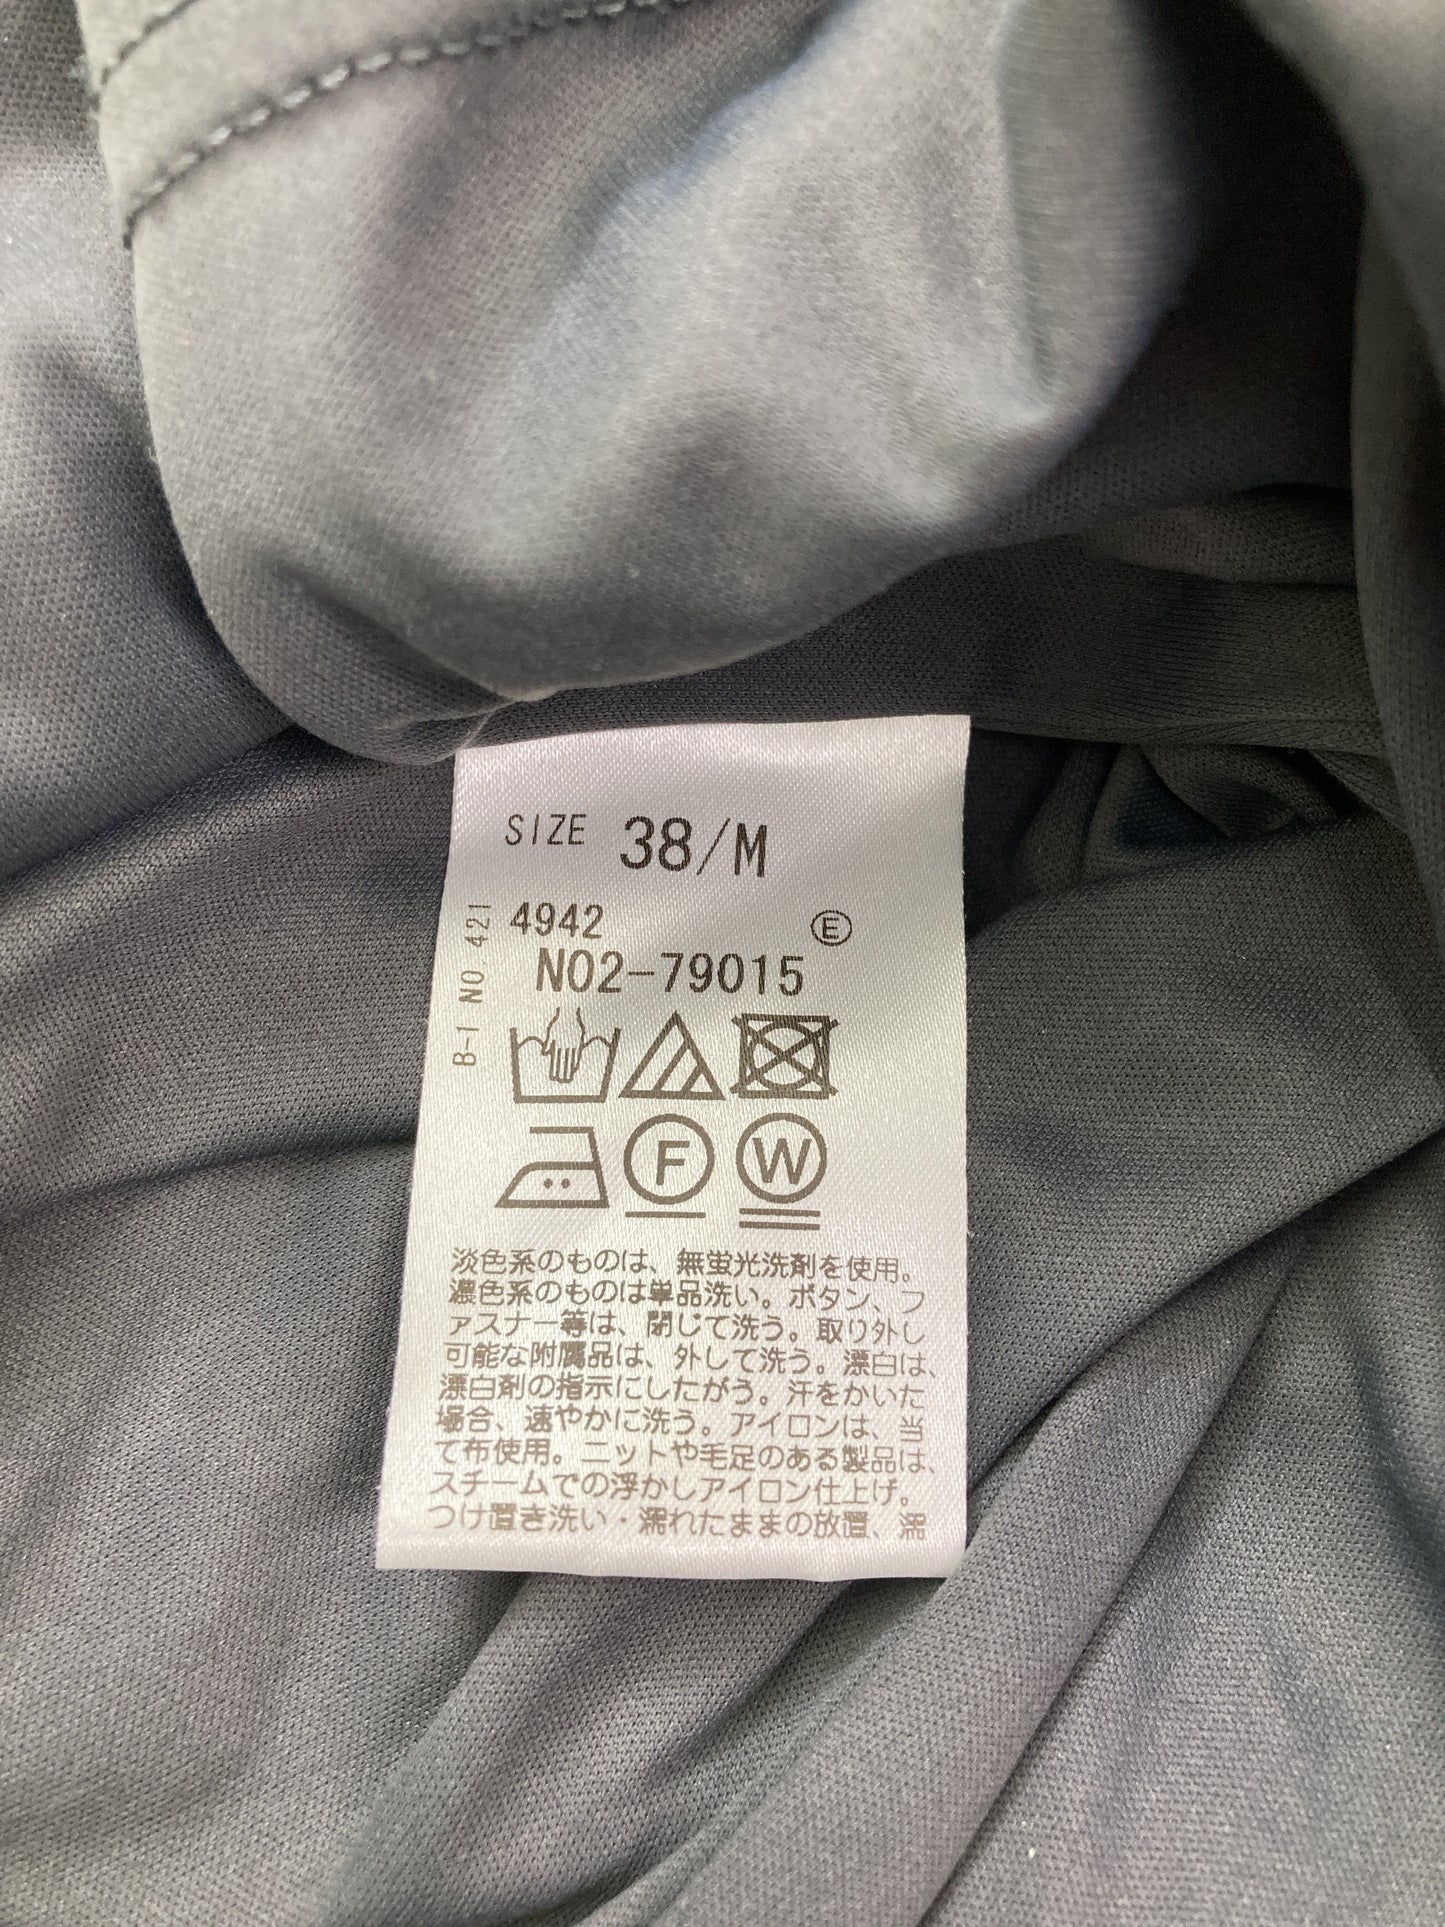 SIZE 38/M
4942 Ⓔ
N02-79015
B-1 NO.421
F W
淡色系のものは、無蛍光洗剤を使用。
濃色系のものは単品洗い。ボタン、フ
ァスナー等は、閉じて洗う。取り外し
可能な附属品は、外して洗う。漂白は、
漂白剤の指示にしたがう。汗をかいた
場合、速やかに洗う。アイロンは、当
て布使用。ニットや毛足のある製品は、
スチームでの浮かしアイロン仕上げ。
つけ置き洗い・濡れたままの放置、濡